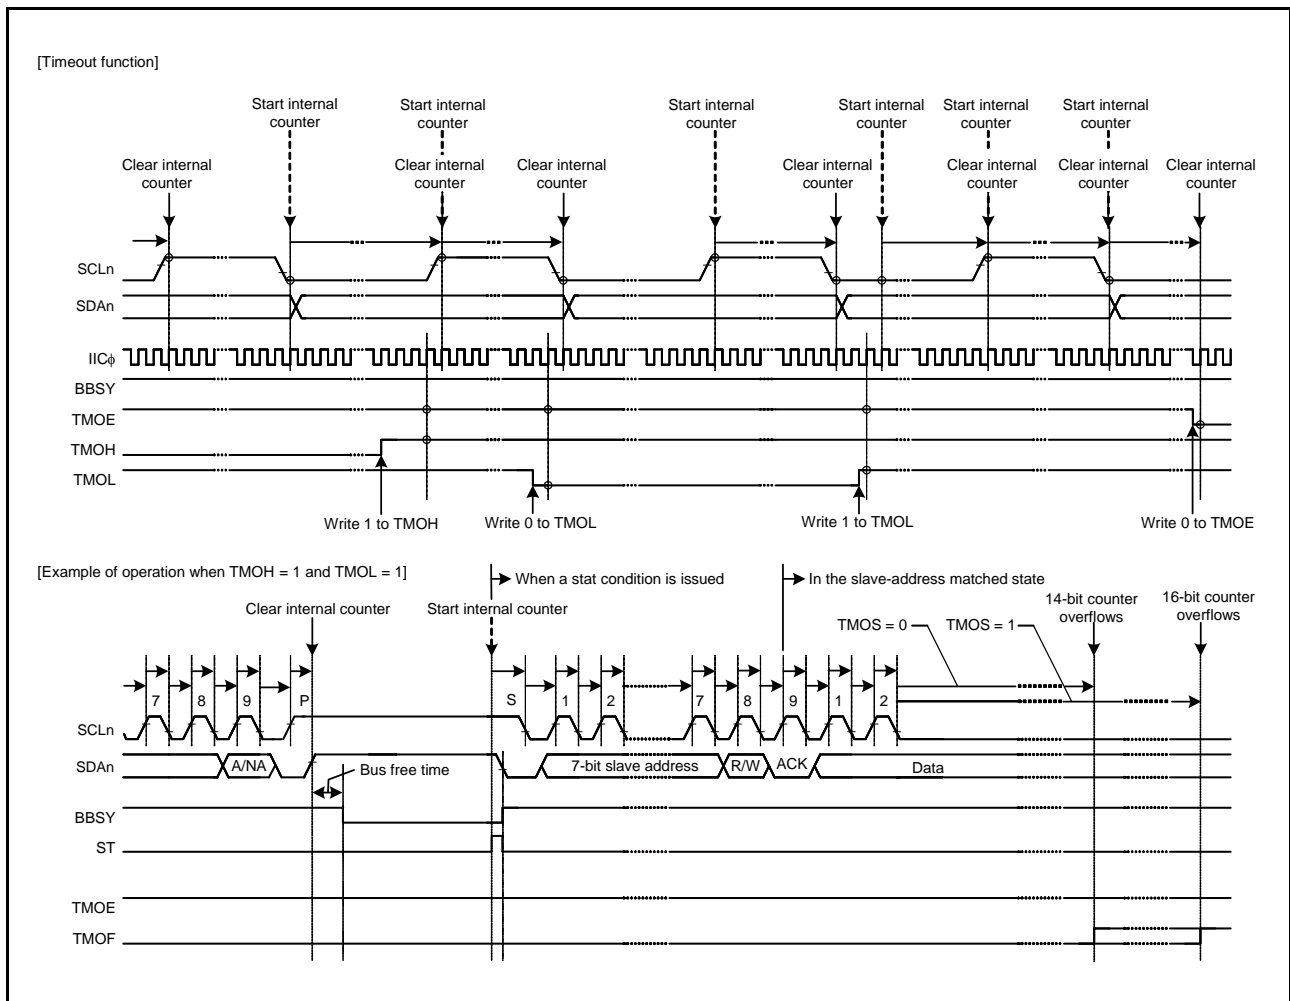 [Timeout function]
Start internal
counter
Start internal
counter
Start internal
counter
Start internal
counter
Start internal
counter
Start internal
counter
Clear internal
counter
Clear internal
counter
Clear internal
counter
Clear internal
counter
Clear internal
counter
Clear internal
counter
Clear internal
counter
SCLn
SDAn
IICϕ
BBSY
TMOE
TMOH
TMOL
Write 1 to TMOH
Write 0 to TMOL
Write 1 to TMOL
Write 0 to TMOE
[Example of operation when TMOH = 1 and TMOL = 1]
When a stat condition is issued
In the slave-address matched state
Clear internal counter
Start internal counter
14-bit counter
overflows
16-bit counter
overflows
TMOS = 0
TMOS = 1
7 8 9 P S 1 2 7 8 9 1 2
SCLn
SDAn
A/NA
Bus free time
7-bit slave address
R/W
ACK
Data
BBSY
ST
TMOE
TMOF